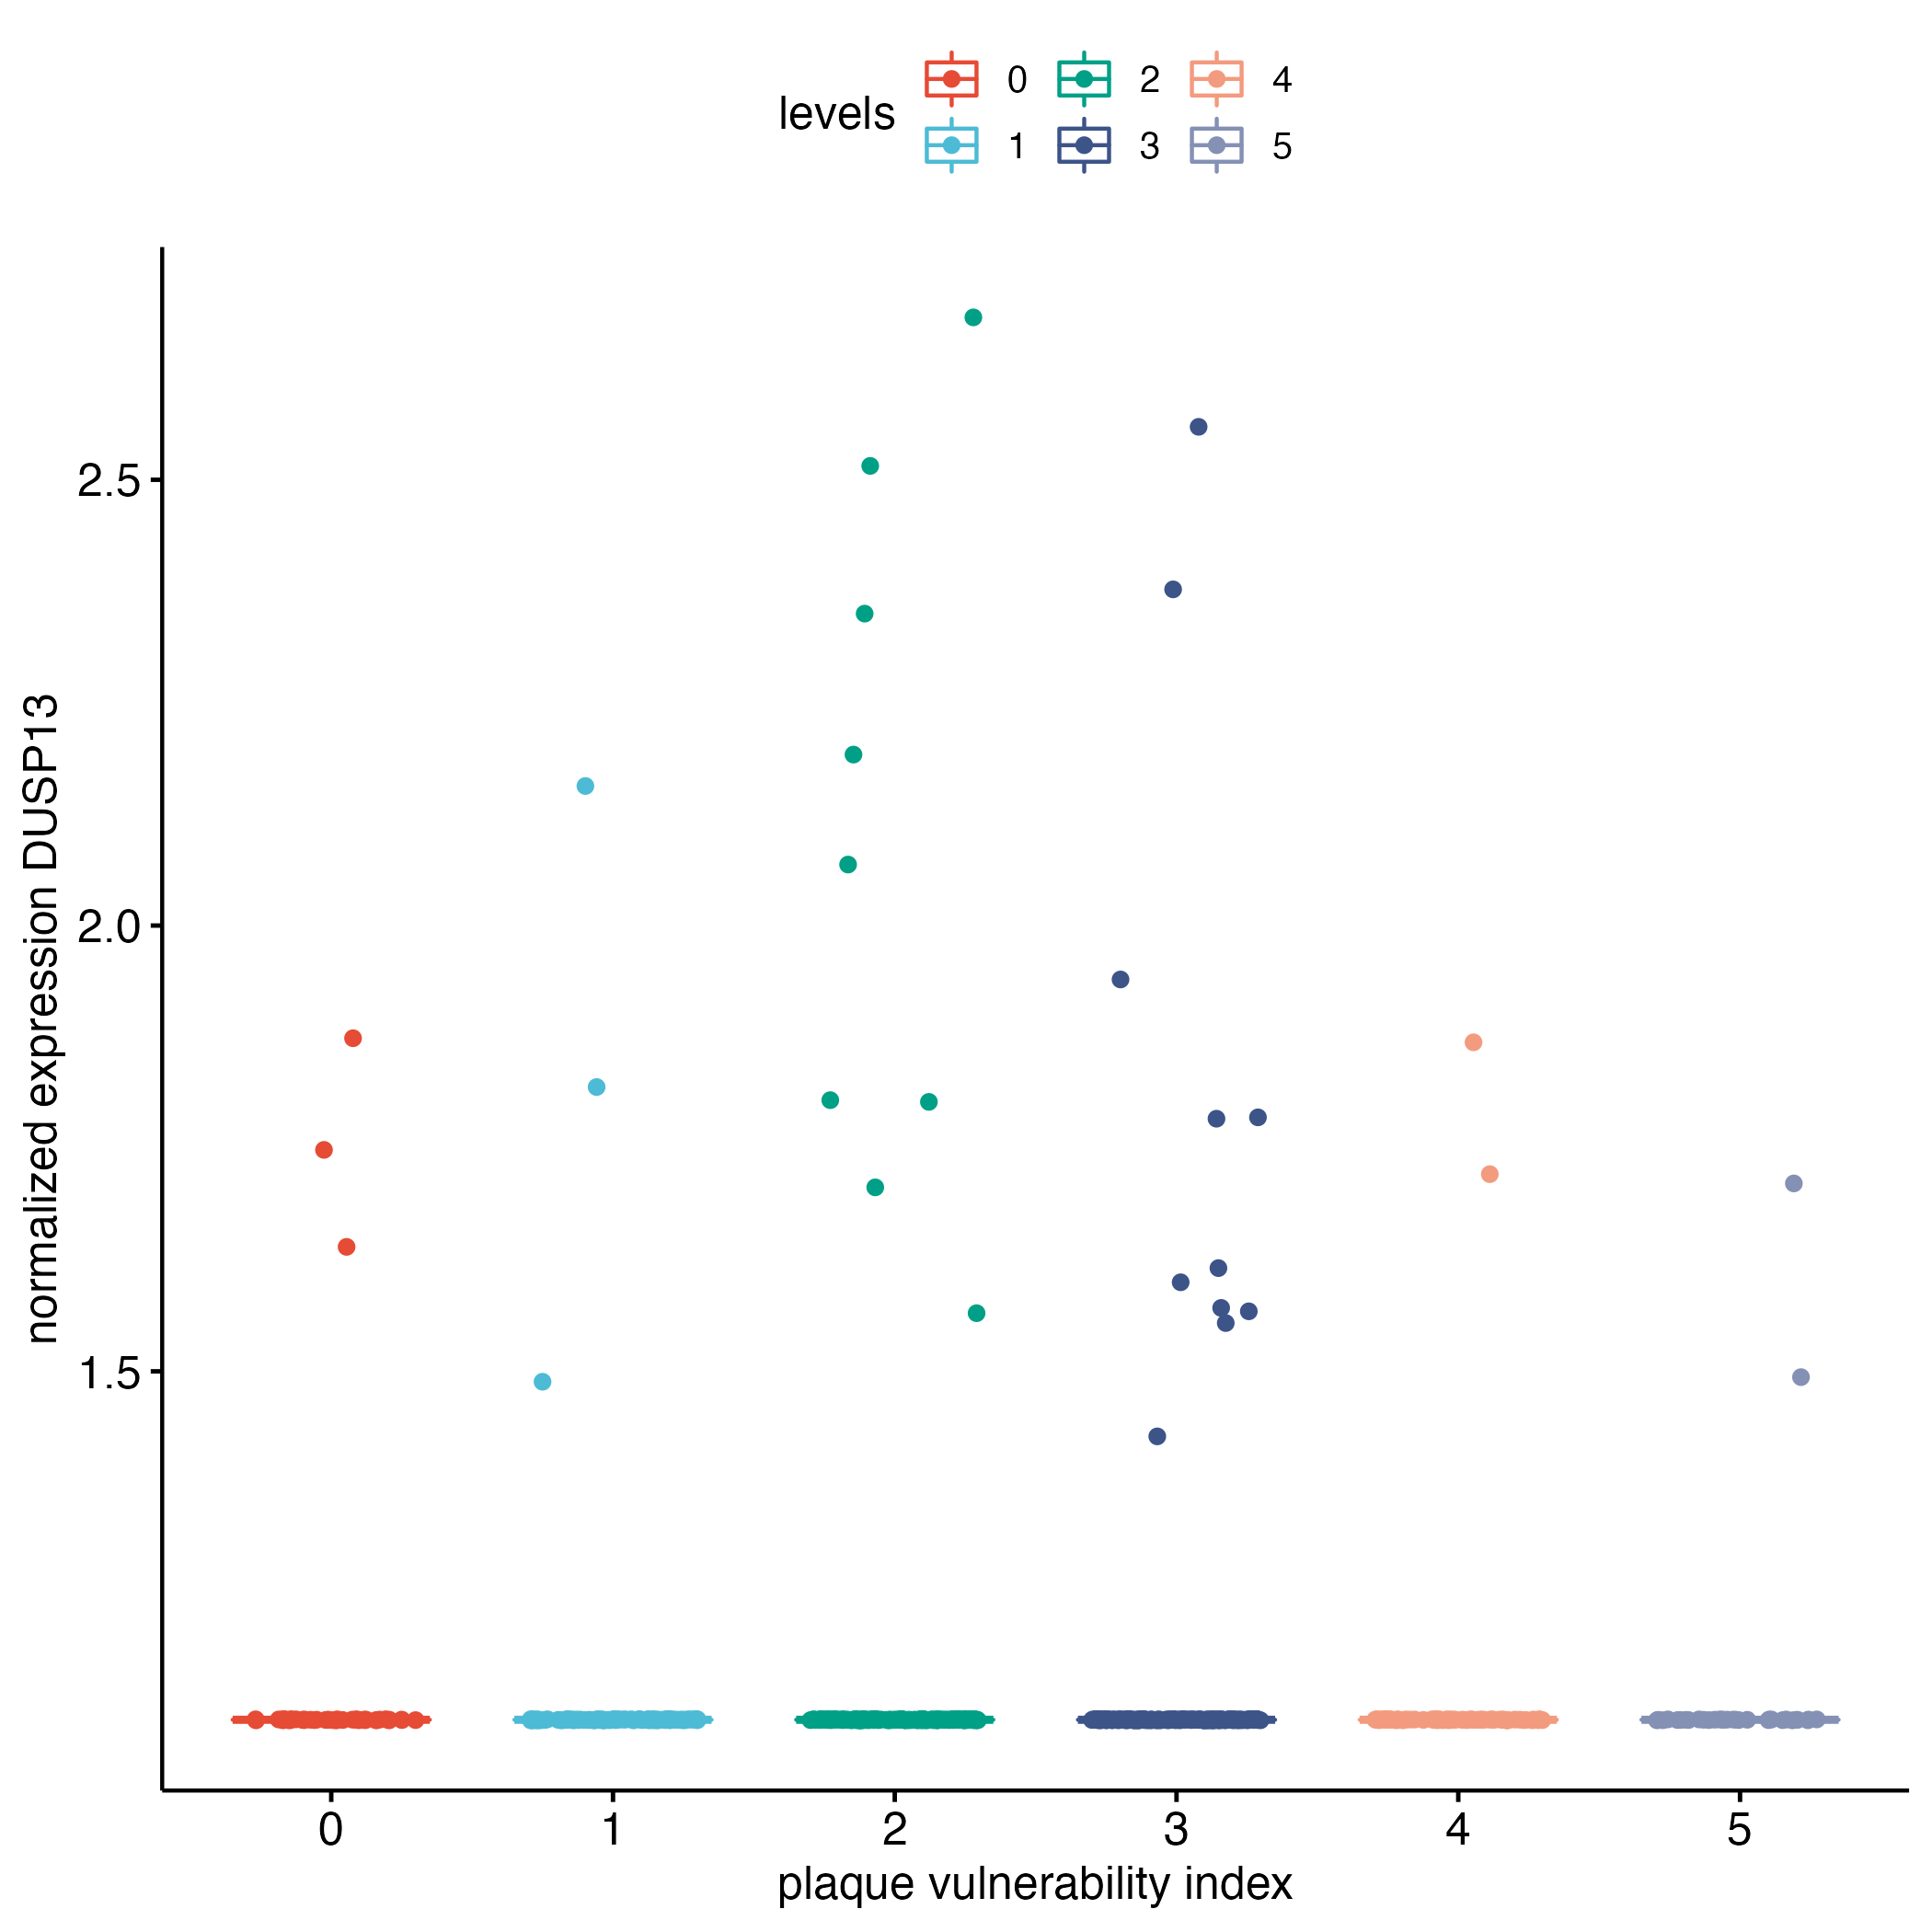 levels
0 2 4
1 3 5
normalized expression DUSP13
2.5
2.0
1.5
0 1 2 3 4 5
plaque vulnerability index